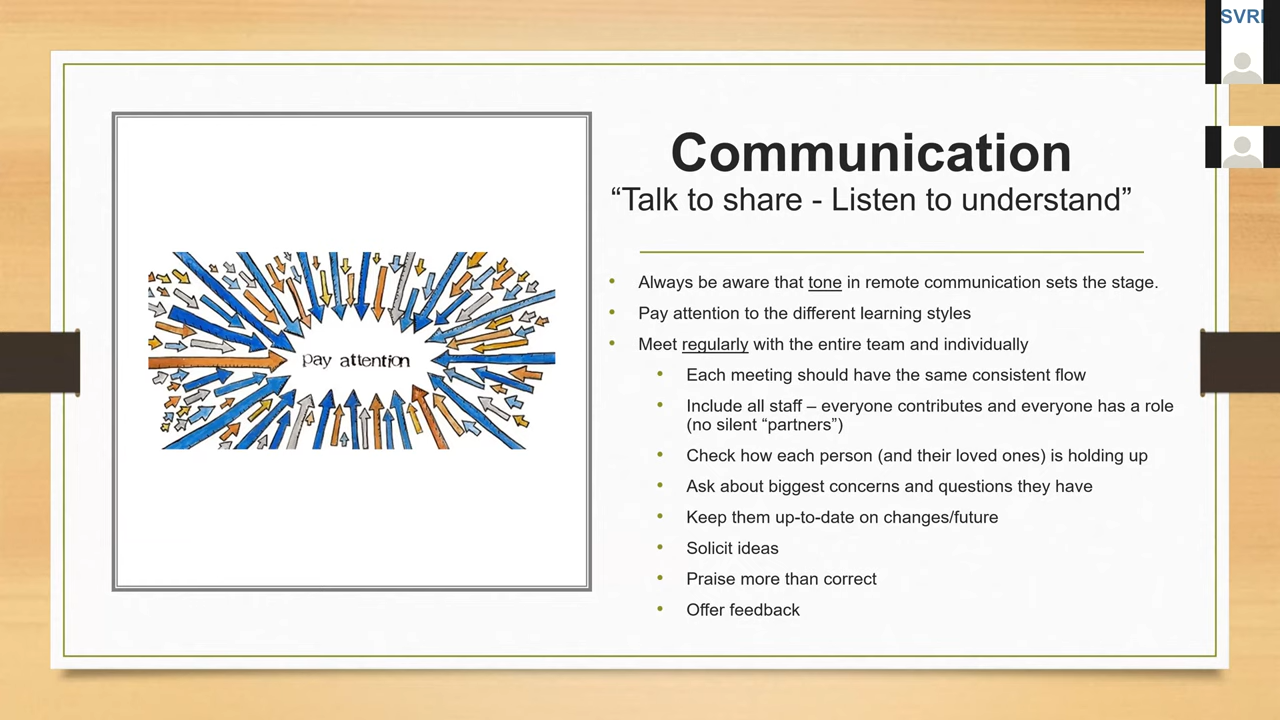 SVRI
Communication
“Talk to share - Listen to understand”
• Always be aware that tone in remote communication sets the stage.
• Pay attention to the different learning styles
• Meet regularly with the entire team and individually
• Each meeting should have the same consistent flow
• Include all staff – everyone contributes and everyone has a role
(no silent “partners”)
• Check how each person (and their loved ones) is holding up
• Ask about biggest concerns and questions they have
• Keep them up-to-date on changes/future
• Solicit ideas
• Praise more than correct
• Offer feedback
pay attention